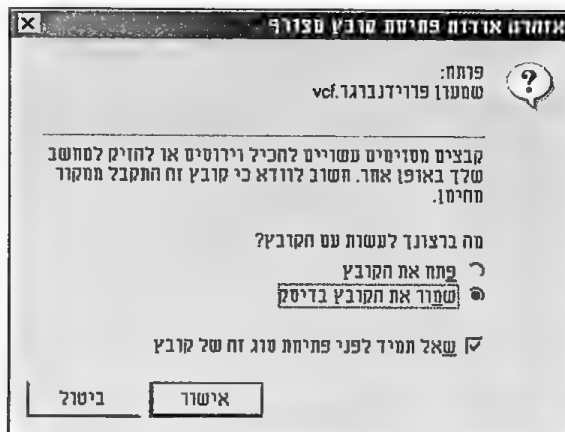 אזהרת אודות פתיחת קובץ מצורף
פותח:
שמעון פרוידנברגר.vcf
קבצים מסוימים עשויים להכיל וירוסים או להזיק למחשב
שלך באופן אחר. חשוב לוודא כי קובץ זה התקבל ממקור
מהימן.
מה ברצונך לעשות עם הקובץ?
פתח את הקובץ
שמור את הקובץ בדיסק
שאל תמיד לפני פתיחת סוג זה של קובץ
אישור
ביטול